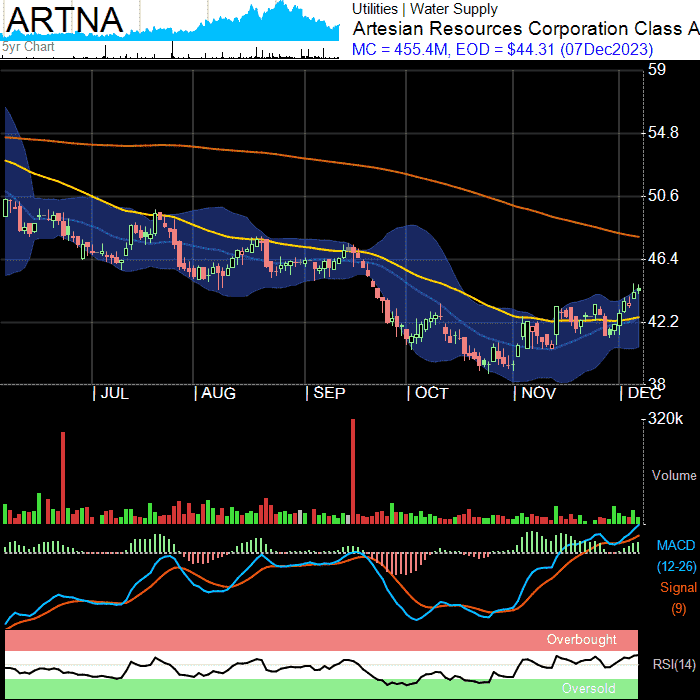 ARTNA
5yr Chart
Utilities | Water Supply
Artesian Resources Corporation Class A
MC = 455.4M, EOD = $44.31 (07Dec2023)
59
54.8
50.6
46.4
42.2
38
JUL
AUG
SEP
OCT
NOV
DEC
320k
Volume
MACD
(12-26)
Signal
(9)
Overbought
RSI(14)
Oversold